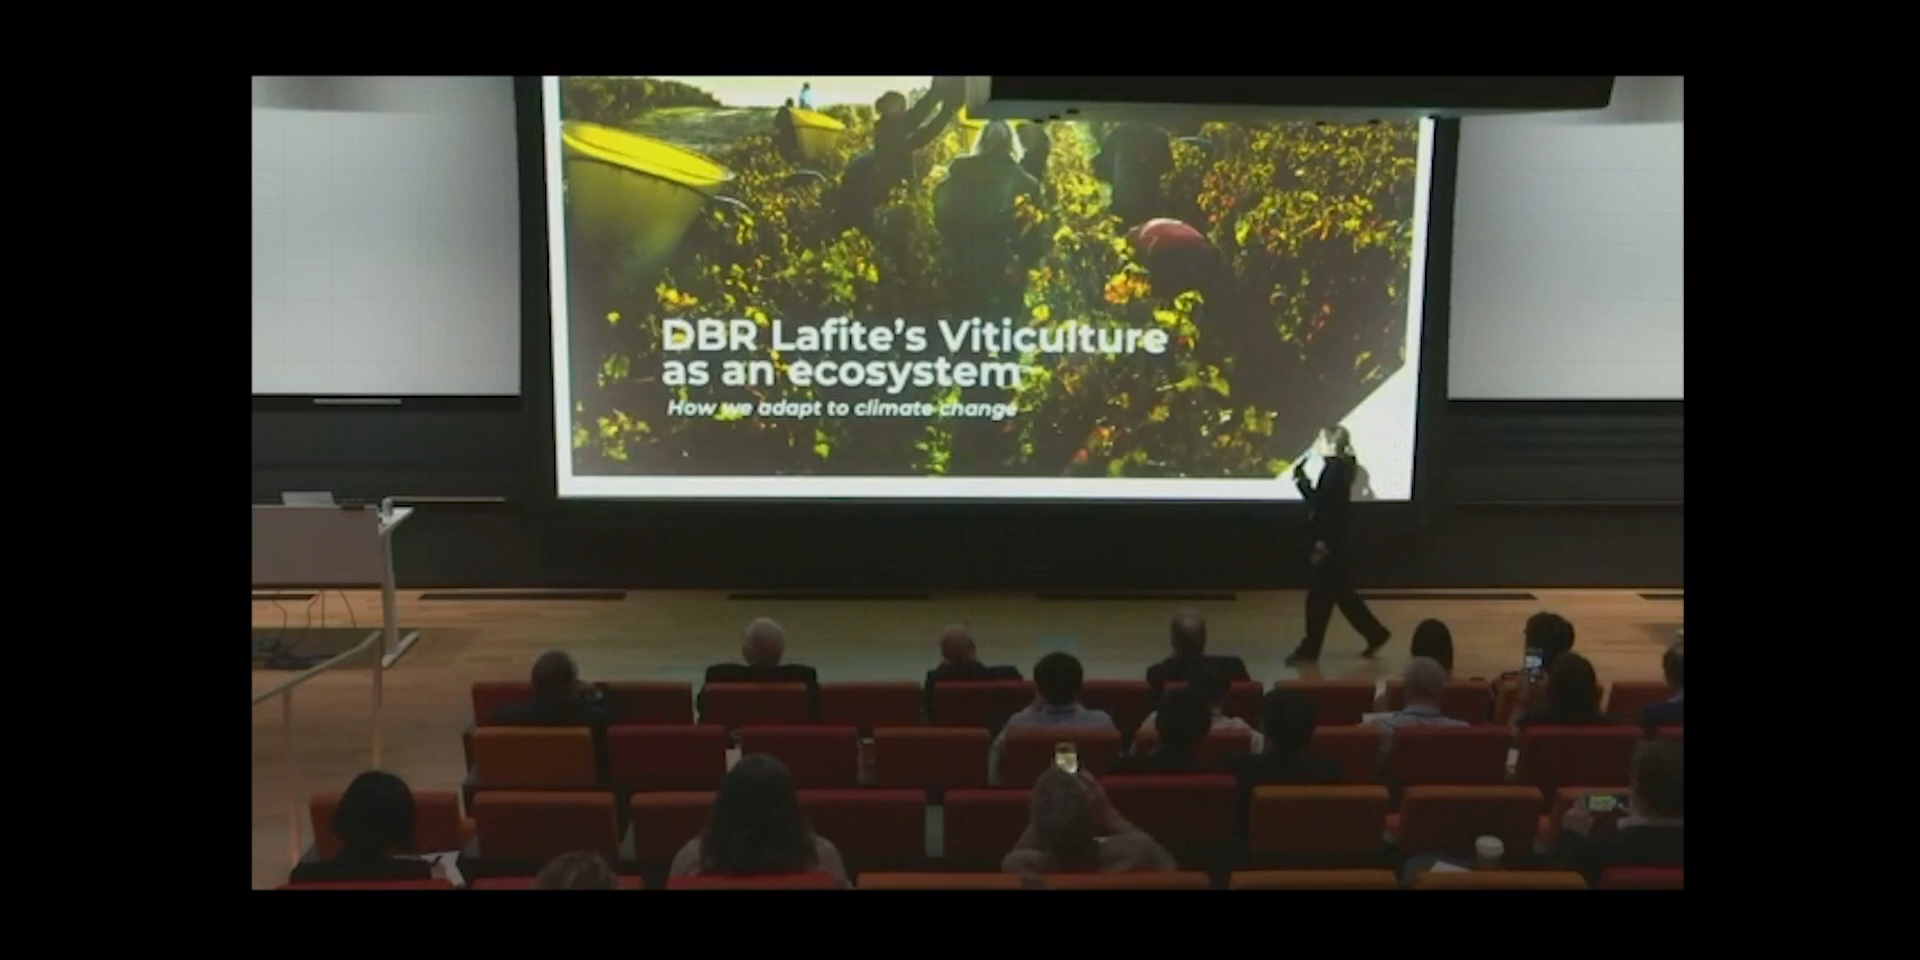 DBR Lafite’s Viticulture
as an ecosystem
How we adapt to climate change